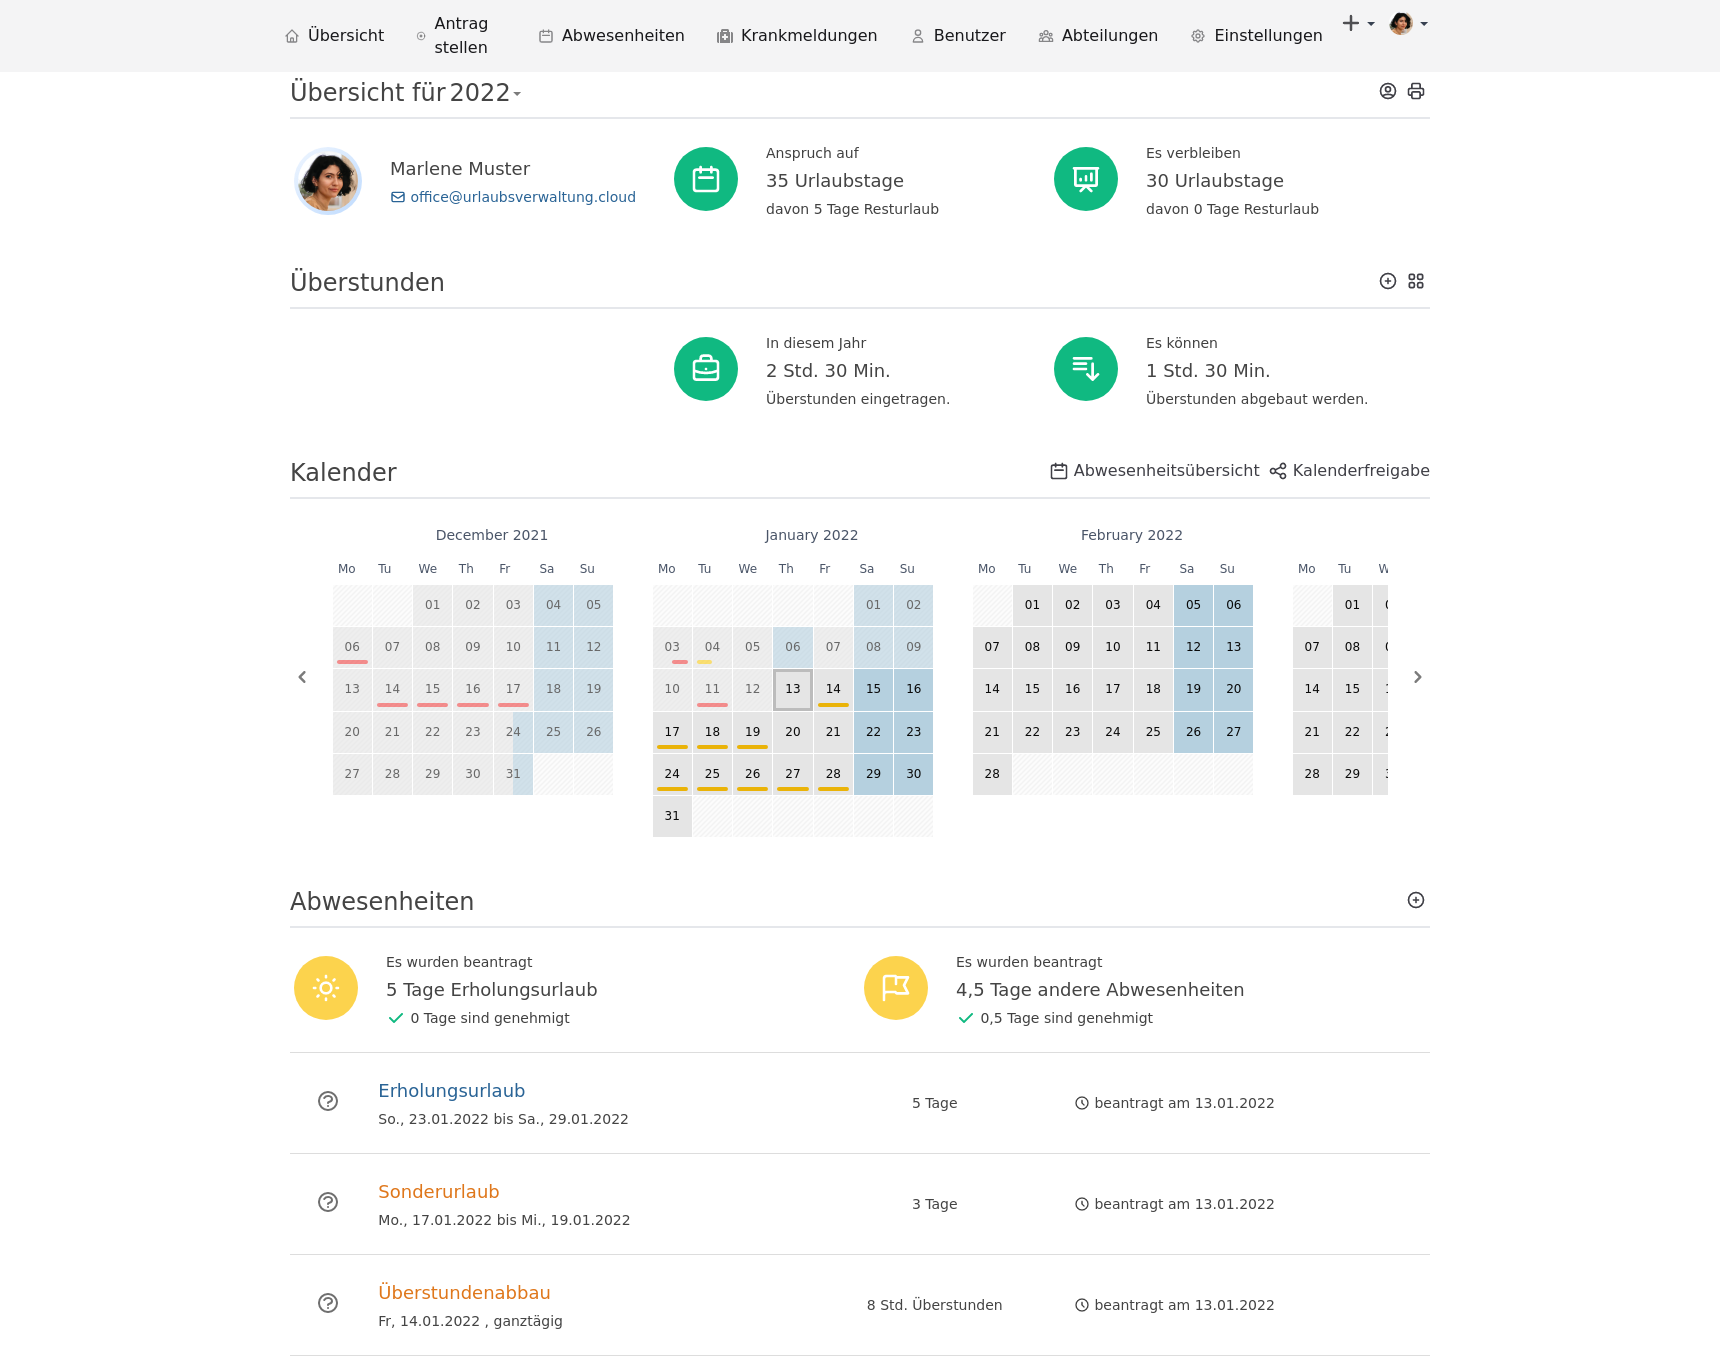 Übersicht
Antrag stellen
Abwesenheiten
Krankmeldungen
Benutzer
Abteilungen
Einstellungen
Übersicht für 2022
Marlene Muster
office@urlaubsverwaltung.cloud
Anspruch auf
35 Urlaubstage
davon 5 Tage Resturlaub
Es verbleiben
30 Urlaubstage
davon 0 Tage Resturlaub
Überstunden
In diesem Jahr
2 Std. 30 Min.
Überstunden eingetragen.
Es können
1 Std. 30 Min.
Überstunden abgebaut werden.
Kalender
Abwesenheitsübersicht
Kalenderfreigabe
December 2021
Mo Tu We Th Fr Sa Su
01 02 03 04 05
06 07 08 09 10 11 12
13 14 15 16 17 18 19
20 21 22 23 24 25 26
27 28 29 30 31
January 2022
Mo Tu We Th Fr Sa Su
01 02
03 04 05 06 07 08 09
10 11 12 13 14 15 16
17 18 19 20 21 22 23
24 25 26 27 28 29 30
31
February 2022
Mo Tu We Th Fr Sa Su
01 02 03 04 05 06
07 08 09 10 11 12 13
14 15 16 17 18 19 20
21 22 23 24 25 26 27
28
Mo Tu
01
07 08
14 15
21 22
28 29
Abwesenheiten
Es wurden beantragt
5 Tage Erholungsurlaub
0 Tage sind genehmigt
Es wurden beantragt
4,5 Tage andere Abwesenheiten
0,5 Tage sind genehmigt
Erholungsurlaub
So., 23.01.2022 bis Sa., 29.01.2022
5 Tage
beantragt am 13.01.2022
Sonderurlaub
Mo., 17.01.2022 bis Mi., 19.01.2022
3 Tage
beantragt am 13.01.2022
Überstundenabbau
Fr, 14.01.2022 , ganztägig
8 Std. Überstunden
beantragt am 13.01.2022